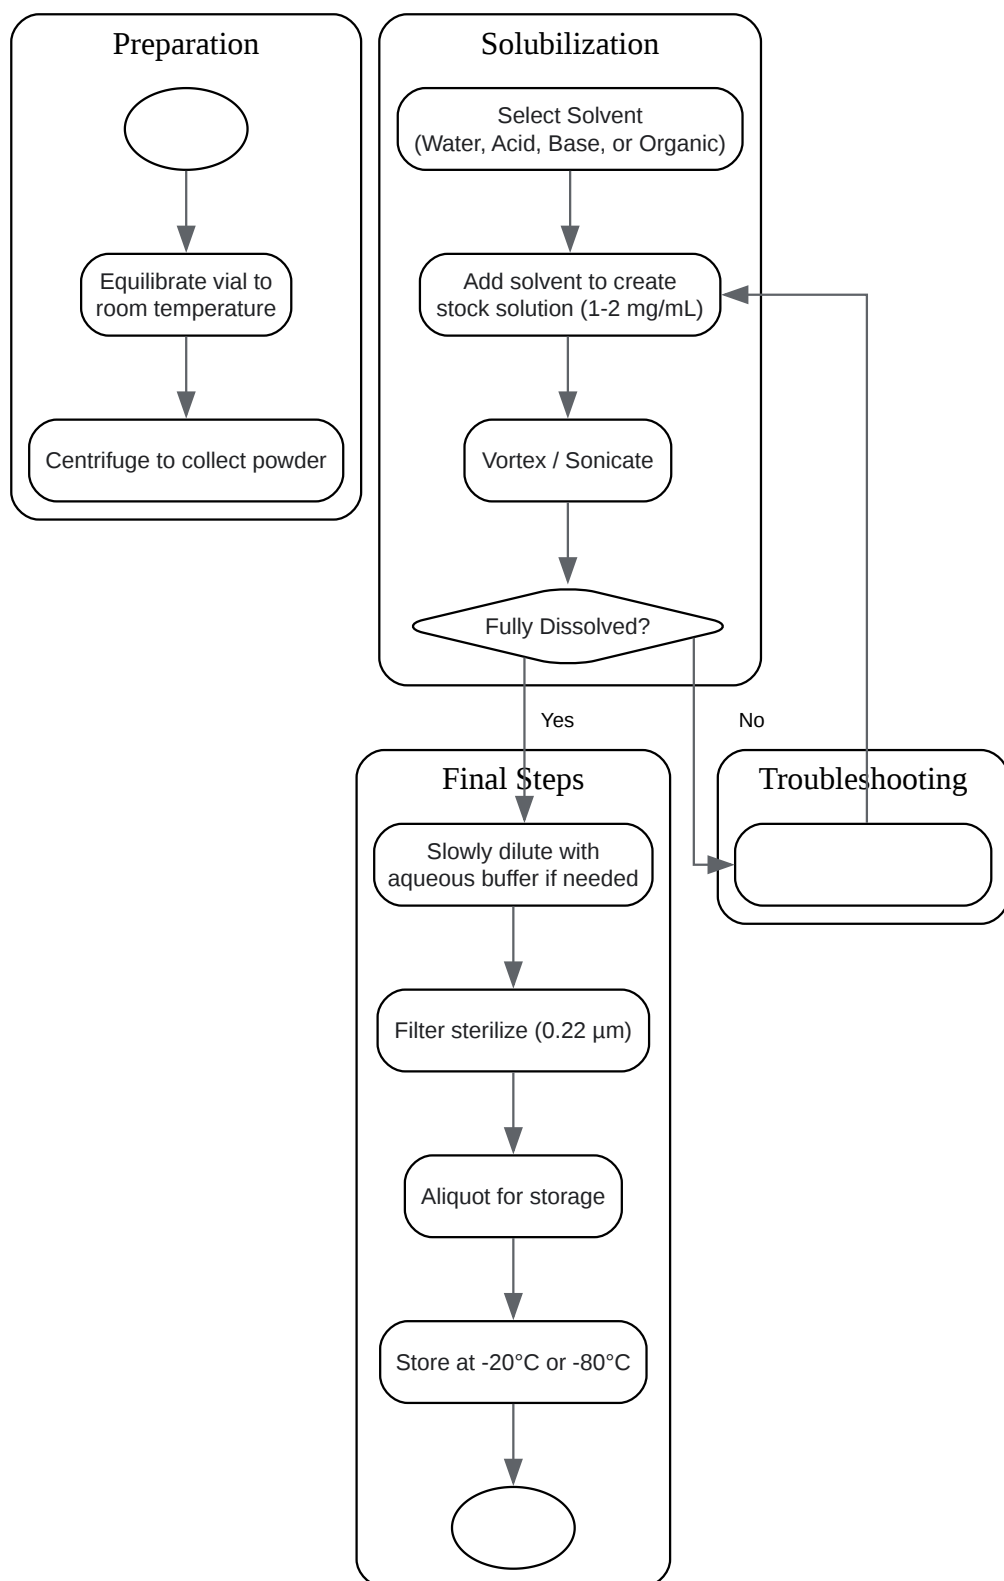 Preparation
Equilibrate vial to
room temperature
Centrifuge to collect powder
Solubilization
Select Solvent
(Water, Acid, Base, or Organic)
Add solvent to create
stock solution (1-2 mg/mL)
Vortex / Sonicate
Fully Dissolved?
Yes
No
Final Steps
Slowly dilute with
aqueous buffer if needed
Filter sterilize (0.22 µm)
Aliquot for storage
Store at -20°C or -80°C
Troubleshooting